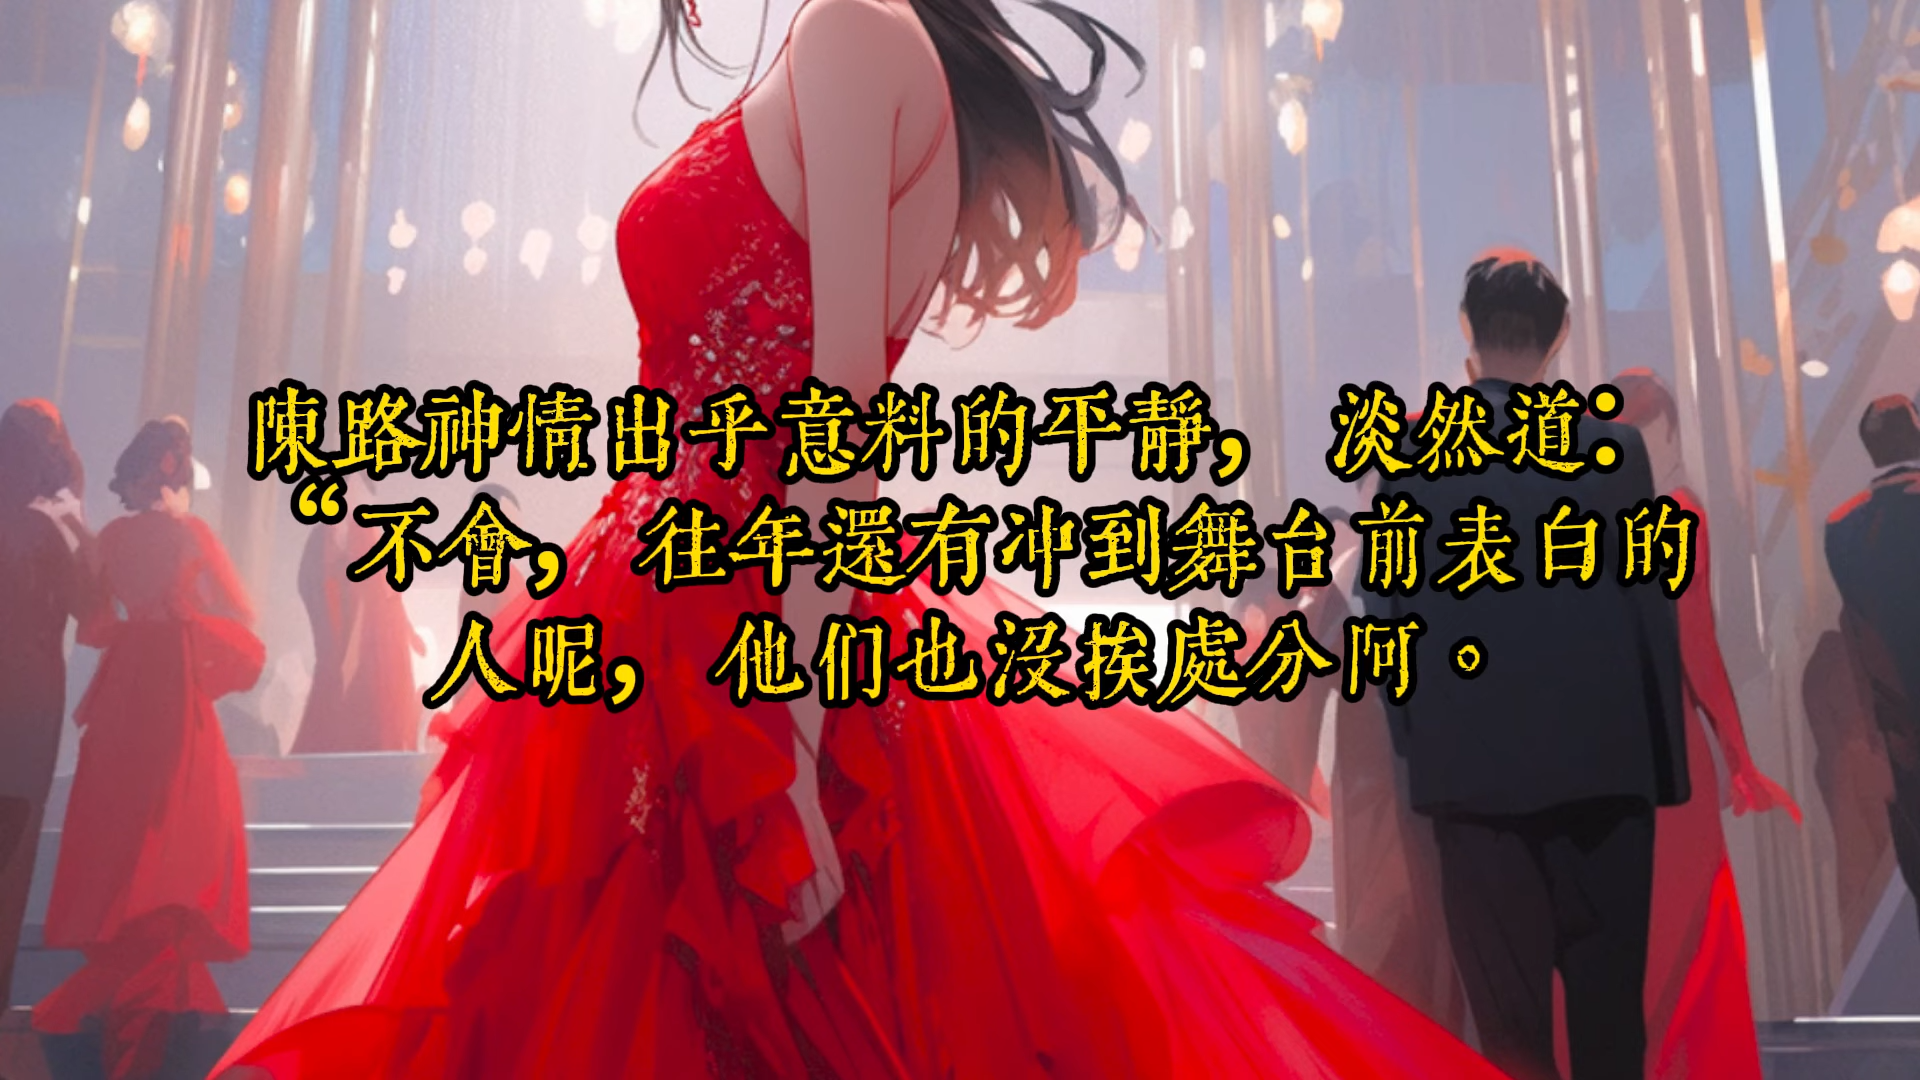 陳路神情出乎意料的平靜，淡然道：
“不會，往年還有冲到舞台前表白的
人呢，他们也沒挨處分阿。